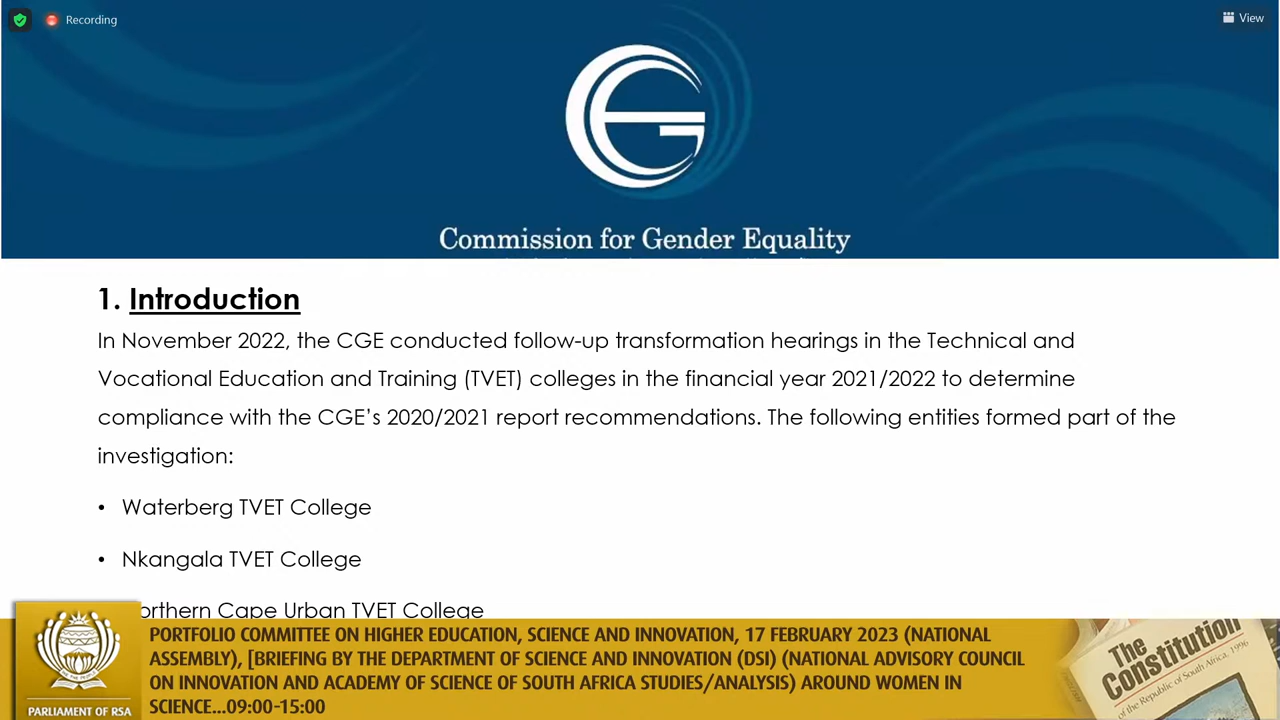 Recording
View
Commission for Gender Equality
1. Introduction
In November 2022, the CGE conducted follow-up transformation hearings in the Technical and
Vocational Education and Training (TVET) colleges in the financial year 2021/2022 to determine
compliance with the CGE’s 2020/2021 report recommendations. The following entities formed part of the
investigation:
• Waterberg TVET College
• Nkangala TVET College
Cape Urban TVET College
PORTFOLIO COMMITTEE ON HIGHER EDUCATION, SCIENCE AND INNOVATION, 17 FEBRUARY 2023 (NATIONAL
ASSEMBLY), [BRIEFING BY THE DEPARTMENT OF SCIENCE AND INNOVATION (DSI) (NATIONAL ADVISORY COUNCIL
ON INNOVATION AND ACADEMY OF SCIENCE OF SOUTH AFRICA STUDIES/ANALYSIS) AROUND WOMEN IN
SCIENCE...09:00-15:00
PARLIAMENT OF RSA
The
Constitution
of the Republic of South Africa, 1996